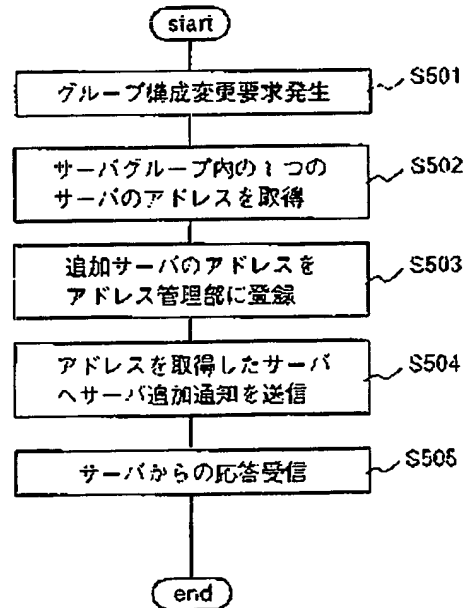 start
グループ構成変更要求発生
S501
サーバグループ内の1つの
サーバのアドレスを取得
S502
追加サーバのアドレスを
アドレス管理部に登録
S503
アドレスを取得したサーバ
へサーバ追加通知を送信
S504
サーバからの応答受信
S505
end